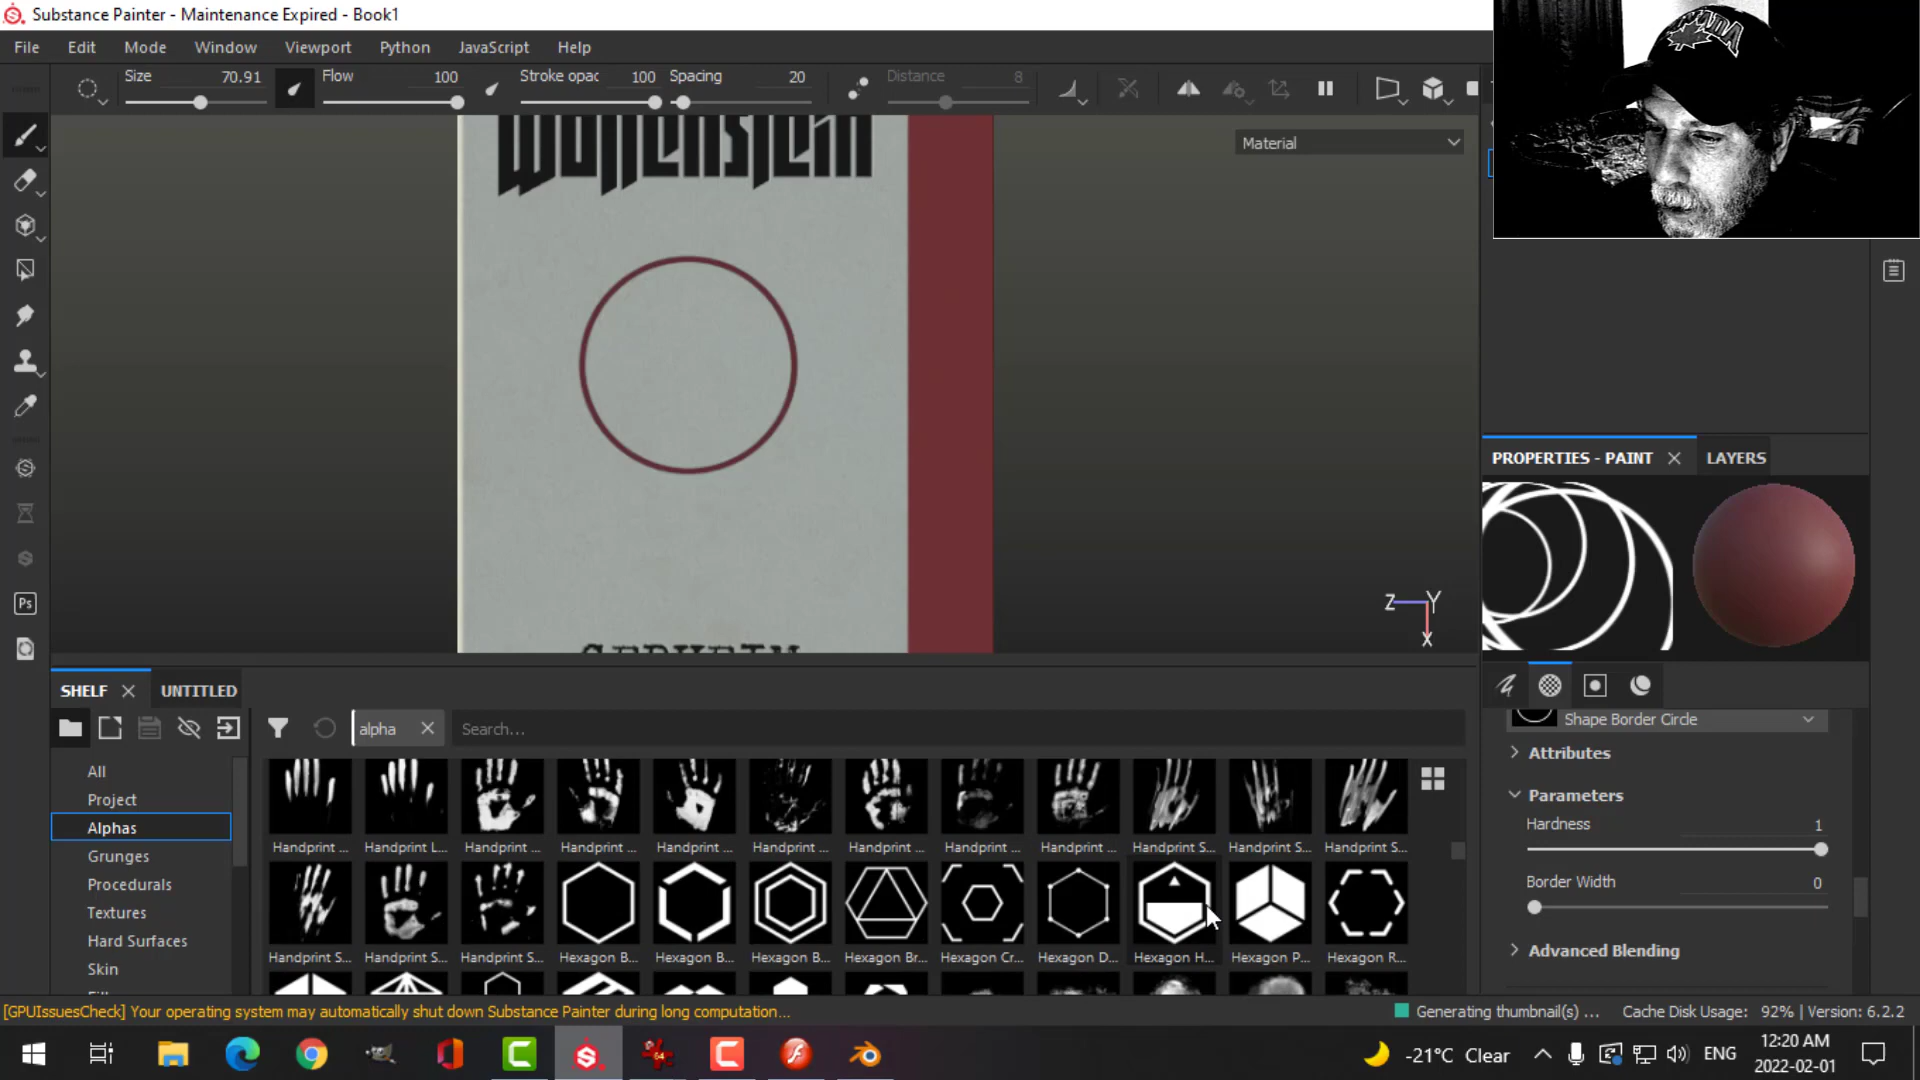 Substance Painter - Maintenance Expired - Book1
File Edit Mode Window Viewport Python JavaScript Help
Size 70.91 Flow 100 Stroke opac 100 Spacing 20 Distance 8
Wolfenstein
Material
Z Y
X
PROPERTIES - PAINT LAYERS
Ps
SHELF UNTITLED
alpha Search...
Shape Border Circle
Attributes
Parameters
Hardness 1
Border Width 0
Advanced Blending
All
Project
Alphas
Grunges
Procedurals
Textures
Hard Surfaces
Skin
Handprint ... Handprint L... Handprint ... Handprint ... Handprint ... Handprint ... Handprint ... Handprint ... Handprint ... Handprint S... Handprint S... Handprint S...
Handprint S... Handprint S... Handprint S... Hexagon B... Hexagon B... Hexagon B... Hexagon Br... Hexagon Cr... Hexagon D... Hexagon H... Hexagon P... Hexagon R...
[GPUIssuesCheck] Your operating system may automatically shut down Substance Painter during long computation...
Generating thumbnail(s) ... Cache Disk Usage: 92% | Version: 6.2.2
-21°C Clear ENG 12:20 AM
2022-02-01